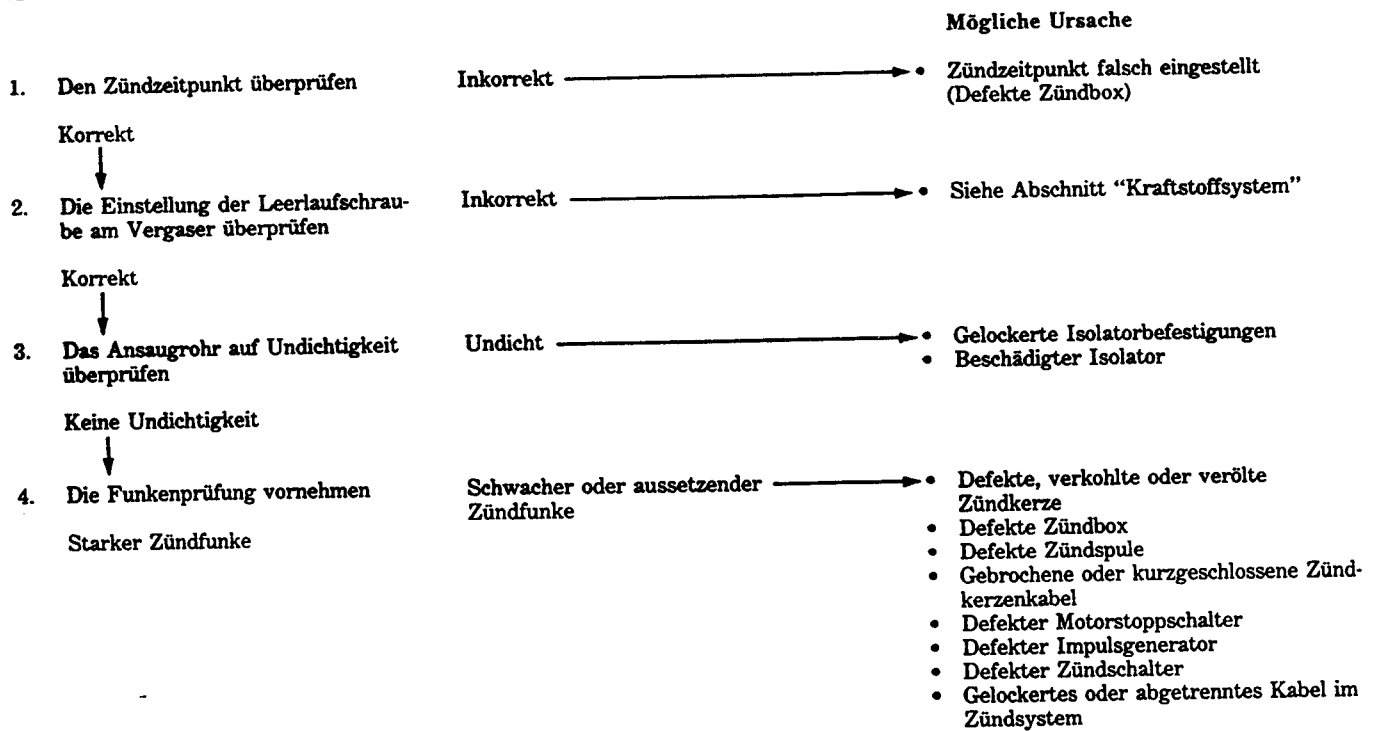 Mögliche Ursache
1. Den Zündzeitpunkt überprüfen
Inkorrekt
• Zündzeitpunkt falsch eingestellt
(Defekte Zündbox)
Korrekt
2. Die Einstellung der Leerlaufschrau-
be am Vergaser überprüfen
Inkorrekt
• Siehe Abschnitt “Kraftstoffsystem”
Korrekt
3. Das Ansaugrohr auf Undichtigkeit
überprüfen
Undicht
• Gelockerte Isolatorbefestigungen
• Beschädigter Isolator
Keine Undichtigkeit
4. Die Funkenprüfung vornehmen
Schwacher oder aussetzender
Zündfunke
• Defekte, verkohlte oder verölte
Zündkerze
• Defekte Zündbox
• Defekte Zündspule
• Gebrochene oder kurzgeschlossene Zünd-
kerzenkabel
• Defekter Motorstoppschalter
• Defekter Impulsgenerator
• Defekter Zündschalter
• Gelockertes oder abgetrenntes Kabel im
Zündsystem
Starker Zündfunke